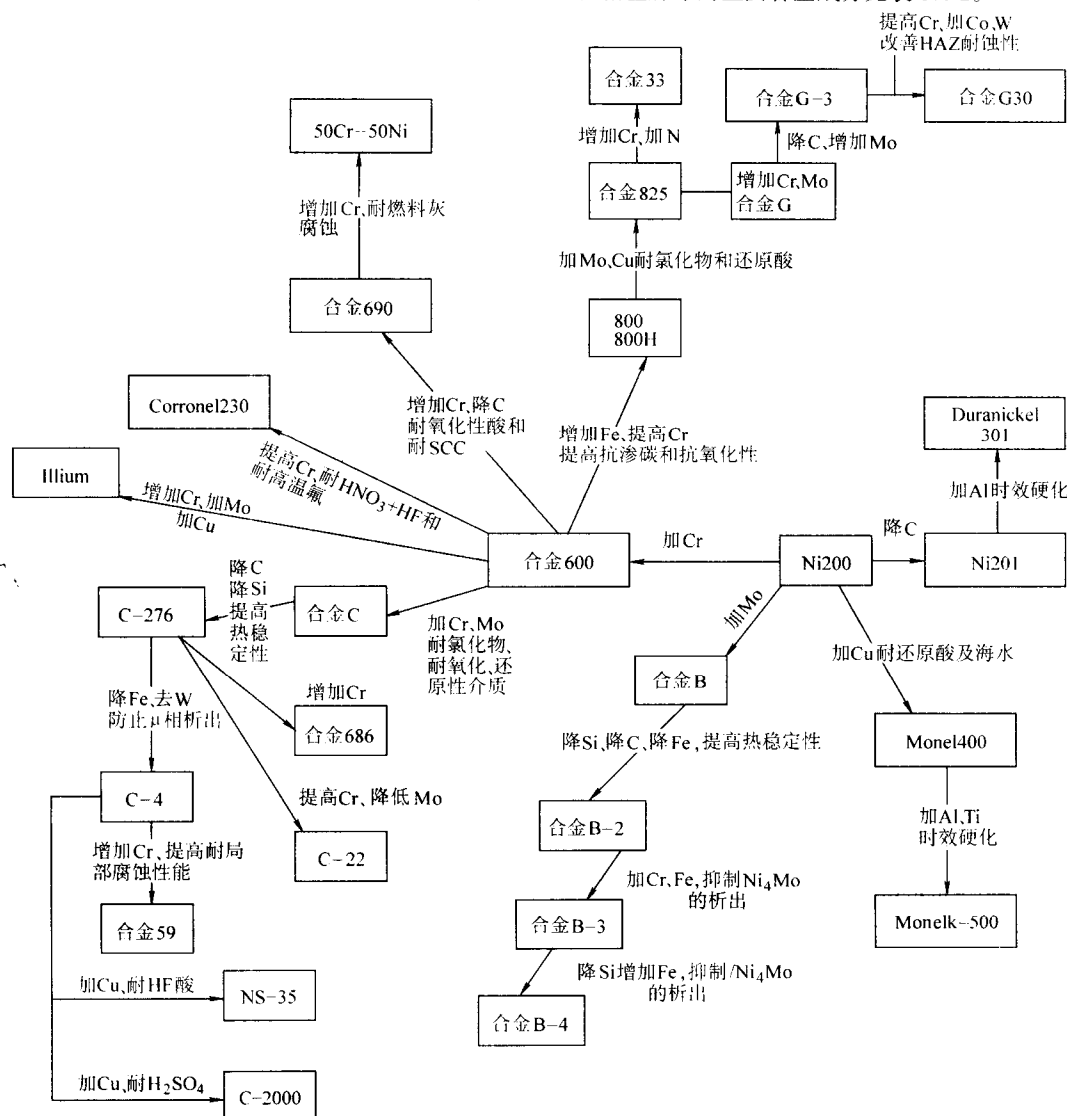 提高Cr、加Co、W
改善HAZ耐蚀性
合金33
合金G-3
合金G30
50Cr--50Ni
增加Cr、加N
降C、增加Mo
合金825
增加Cr、Mo
合金G
增加Cr、耐燃料灰
腐蚀
加Mo、Cu耐氯化物和还原酸
合金690
800
800H
Corronel230
增加Cr、降C
耐氧化性酸和
耐SCC
增加Fe、提高Cr
提高抗渗碳和抗氧化性
Duranickel
301
提高Cr、耐HNO₃+HF和
耐高温氟
Illium
增加Cr、加Mo
加Cu
加Al时效硬化
合金600
加Cr
Ni200
降C
Ni201
降C
降Si
提高
热稳
定性
C-276
合金C
加Cr、Mo
耐氯化物、
耐氧化、还
原性介质
加Mo
加Cu耐还原酸及海水
合金B
降Fe、去W
防止μ相析出
增加Cr
合金686
降Si、降C、降Fe，提高热稳定性
Monel400
C-4
提高Cr、降低Mo
合金B-2
加Al、Ti
时效硬化
增加Cr、提高耐局
部腐蚀性能
C-22
加Cr、Fe，抑制Ni₄Mo
的析出
合金59
合金B-3
Monelk-500
加Cu、耐HF酸
NS-35
降Si增加Fe，抑制/Ni₄Mo
的析出
合金B-4
加Cu、耐H₂SO₄
C-2000